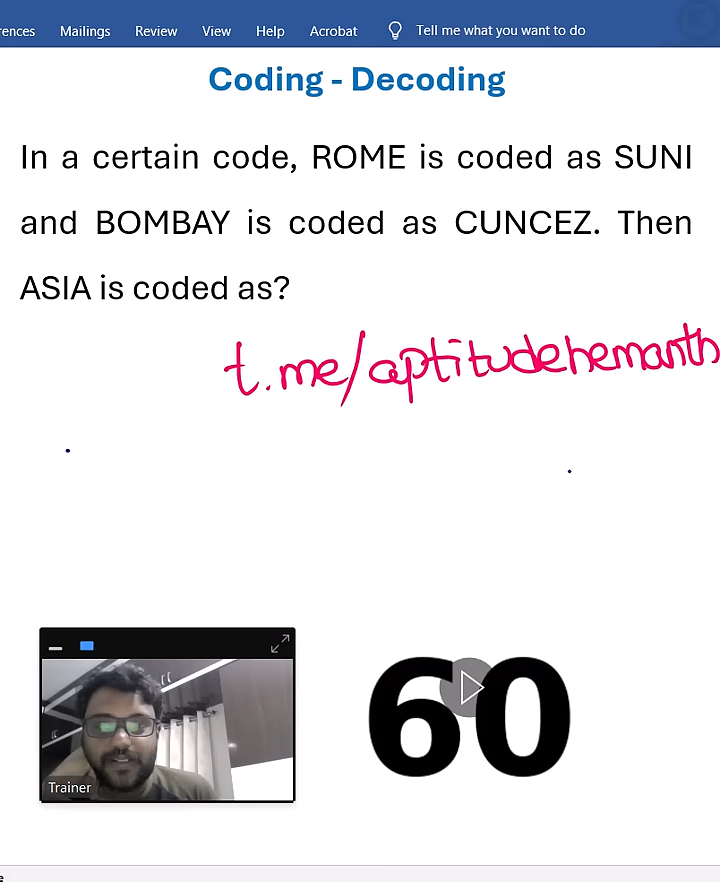 Mailings Review View Help Acrobat Tell me what you want to do
Coding - Decoding
In a certain code, ROME is coded as SUNI
and BOMBAY is coded as CUNCEZ. Then
ASIA is coded as?
t.me/aptitudehemanth
Trainer
60